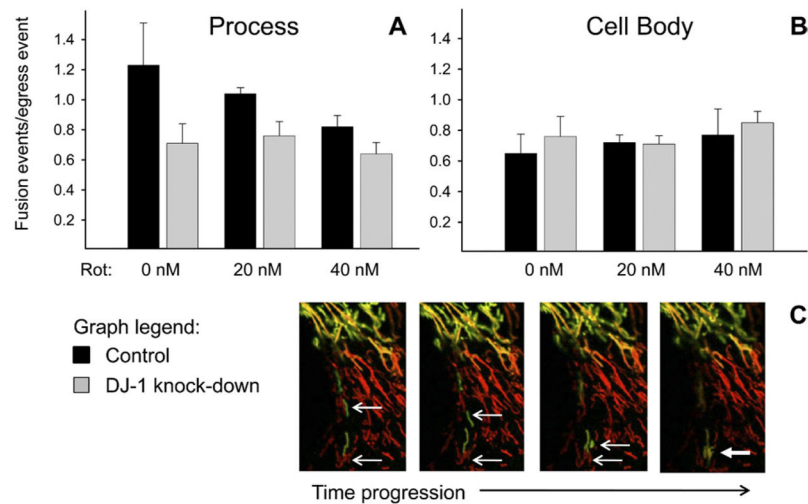 Process
A
Cell Body
B
Fusion events/egress event
1.4
1.2
1.0
0.8
0.6
0.4
0.2
1.4
1.2
1.0
0.8
0.6
0.4
0.2
Rot: 0 nM 20 nM 40 nM
0 nM 20 nM 40 nM
C
Graph legend:
Control
DJ-1 knock-down
Time progression